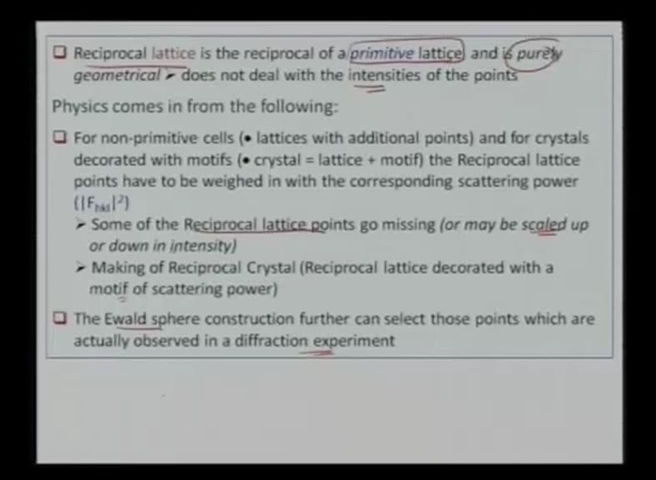 ❑ Reciprocal lattice is the reciprocal of a primitive lattice and is purely
geometrical ➤ does not deal with the intensities of the points
Physics comes in from the following:
❑ For non-primitive cells (• lattices with additional points) and for crystals
decorated with motifs (• crystal = lattice + motif) the Reciprocal lattice
points have to be weighed in with the corresponding scattering power
(|Fhkl|²)
➤ Some of the Reciprocal lattice points go missing (or may be scaled up
or down in intensity)
➤ Making of Reciprocal Crystal (Reciprocal lattice decorated with a
motif of scattering power)
❑ The Ewald sphere construction further can select those points which are
actually observed in a diffraction experiment